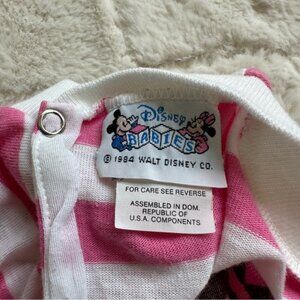 Disney
BABIES
© 1984 WALT DISNEY CO.
FOR CARE SEE REVERSE
ASSEMBLED IN DOM.
REPUBLIC OF
U.S.A. COMPONENTS.